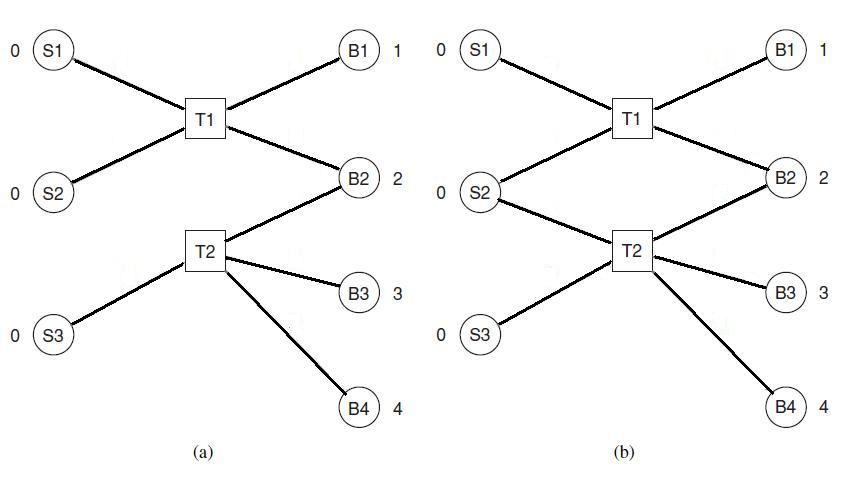 0 S1 B1 1 0 S1 B1 1
T1 T1
0 S2 B2 2 0 S2 B2 2
T2 T2
B3 3 B3 3
0 S3 0 S3
B4 4 B4 4
(a) (b)